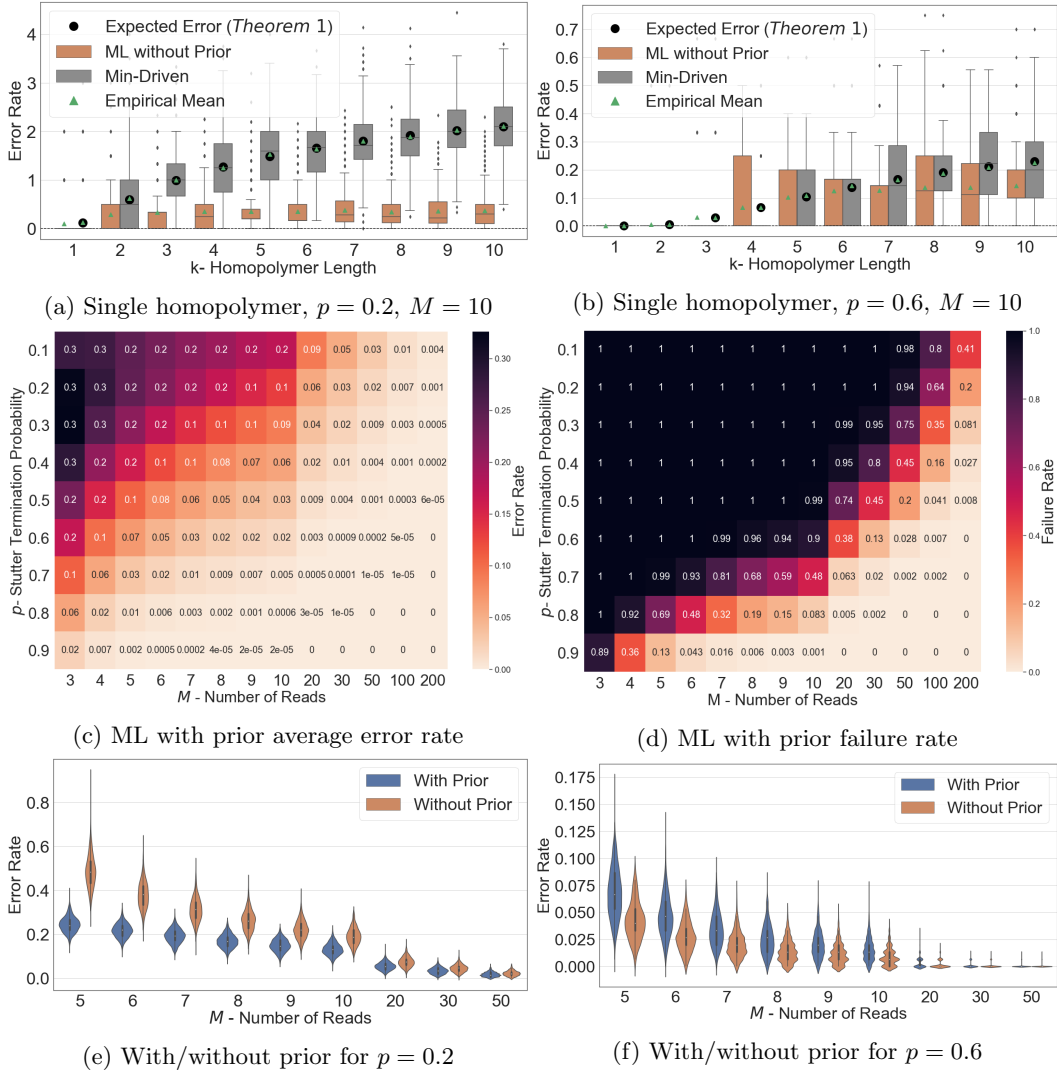 Expected Error (Theorem 1)
ML without Prior
Min-Driven
Empirical Mean
Error Rate
4
3
2
1
0
1 2 3 4 5 6 7 8 9 10
k- Homopolymer Length
(a) Single homopolymer, p = 0.2, M = 10
Expected Error (Theorem 1)
ML without Prior
Min-Driven
Empirical Mean
Error Rate
0.7
0.6
0.5
0.4
0.3
0.2
0.1
0.0
1 2 3 4 5 6 7 8 9 10
k- Homopolymer Length
(b) Single homopolymer, p = 0.6, M = 10
p- Stutter Termination Probability
0.1 0.3 0.3 0.2 0.2 0.2 0.2 0.2 0.2 0.09 0.05 0.03 0.01 0.004
0.2 0.3 0.3 0.2 0.2 0.2 0.2 0.1 0.1 0.06 0.03 0.02 0.007 0.001
0.3 0.3 0.3 0.2 0.2 0.1 0.1 0.1 0.09 0.04 0.02 0.009 0.003 0.0005
0.4 0.3 0.2 0.2 0.1 0.1 0.08 0.07 0.06 0.02 0.01 0.004 0.001 0.0002
0.5 0.2 0.2 0.1 0.08 0.06 0.05 0.04 0.03 0.009 0.004 0.001 0.0003 6e-05
0.6 0.2 0.1 0.07 0.05 0.03 0.02 0.02 0.02 0.003 0.0009 0.0002 5e-05 0
0.7 0.1 0.06 0.03 0.02 0.01 0.009 0.007 0.005 0.0005 0.0001 1e-05 1e-05 0
0.8 0.06 0.02 0.01 0.006 0.003 0.002 0.001 0.0006 3e-05 1e-05 0 0 0
0.9 0.02 0.007 0.002 0.0005 0.0002 4e-05 2e-05 2e-05 0 0 0 0 0
3 4 5 6 7 8 9 10 20 30 50 100 200
M - Number of Reads
0.30
0.25
0.20
0.15
0.10
0.05
0.00
Error Rate
(c) ML with prior average error rate
p- Stutter Termination Probability
0.1 1 1 1 1 1 1 1 1 1 1 0.98 0.8 0.41
0.2 1 1 1 1 1 1 1 1 1 1 0.94 0.64 0.2
0.3 1 1 1 1 1 1 1 1 0.99 0.95 0.75 0.35 0.081
0.4 1 1 1 1 1 1 1 1 0.95 0.8 0.45 0.16 0.027
0.5 1 1 1 1 1 1 1 0.99 0.74 0.45 0.2 0.041 0.008
0.6 1 1 1 1 0.99 0.96 0.94 0.9 0.38 0.13 0.028 0.007 0
0.7 1 1 0.99 0.93 0.81 0.68 0.59 0.48 0.063 0.02 0.002 0.002 0
0.8 1 0.92 0.69 0.48 0.32 0.19 0.15 0.083 0.005 0.002 0 0 0
0.9 0.89 0.36 0.13 0.043 0.016 0.006 0.003 0.001 0 0 0 0 0
3 4 5 6 7 8 9 10 20 30 50 100 200
M - Number of Reads
1.0
0.8
0.6
0.4
0.2
0.0
Failure Rate
(d) ML with prior failure rate
With Prior
Without Prior
Error Rate
0.8
0.6
0.4
0.2
0.0
5 6 7 8 9 10 20 30 50
M - Number of Reads
(e) With/without prior for p = 0.2
With Prior
Without Prior
Error Rate
0.175
0.150
0.125
0.100
0.075
0.050
0.025
0.000
5 6 7 8 9 10 20 30 50
M - Number of Reads
(f) With/without prior for p = 0.6